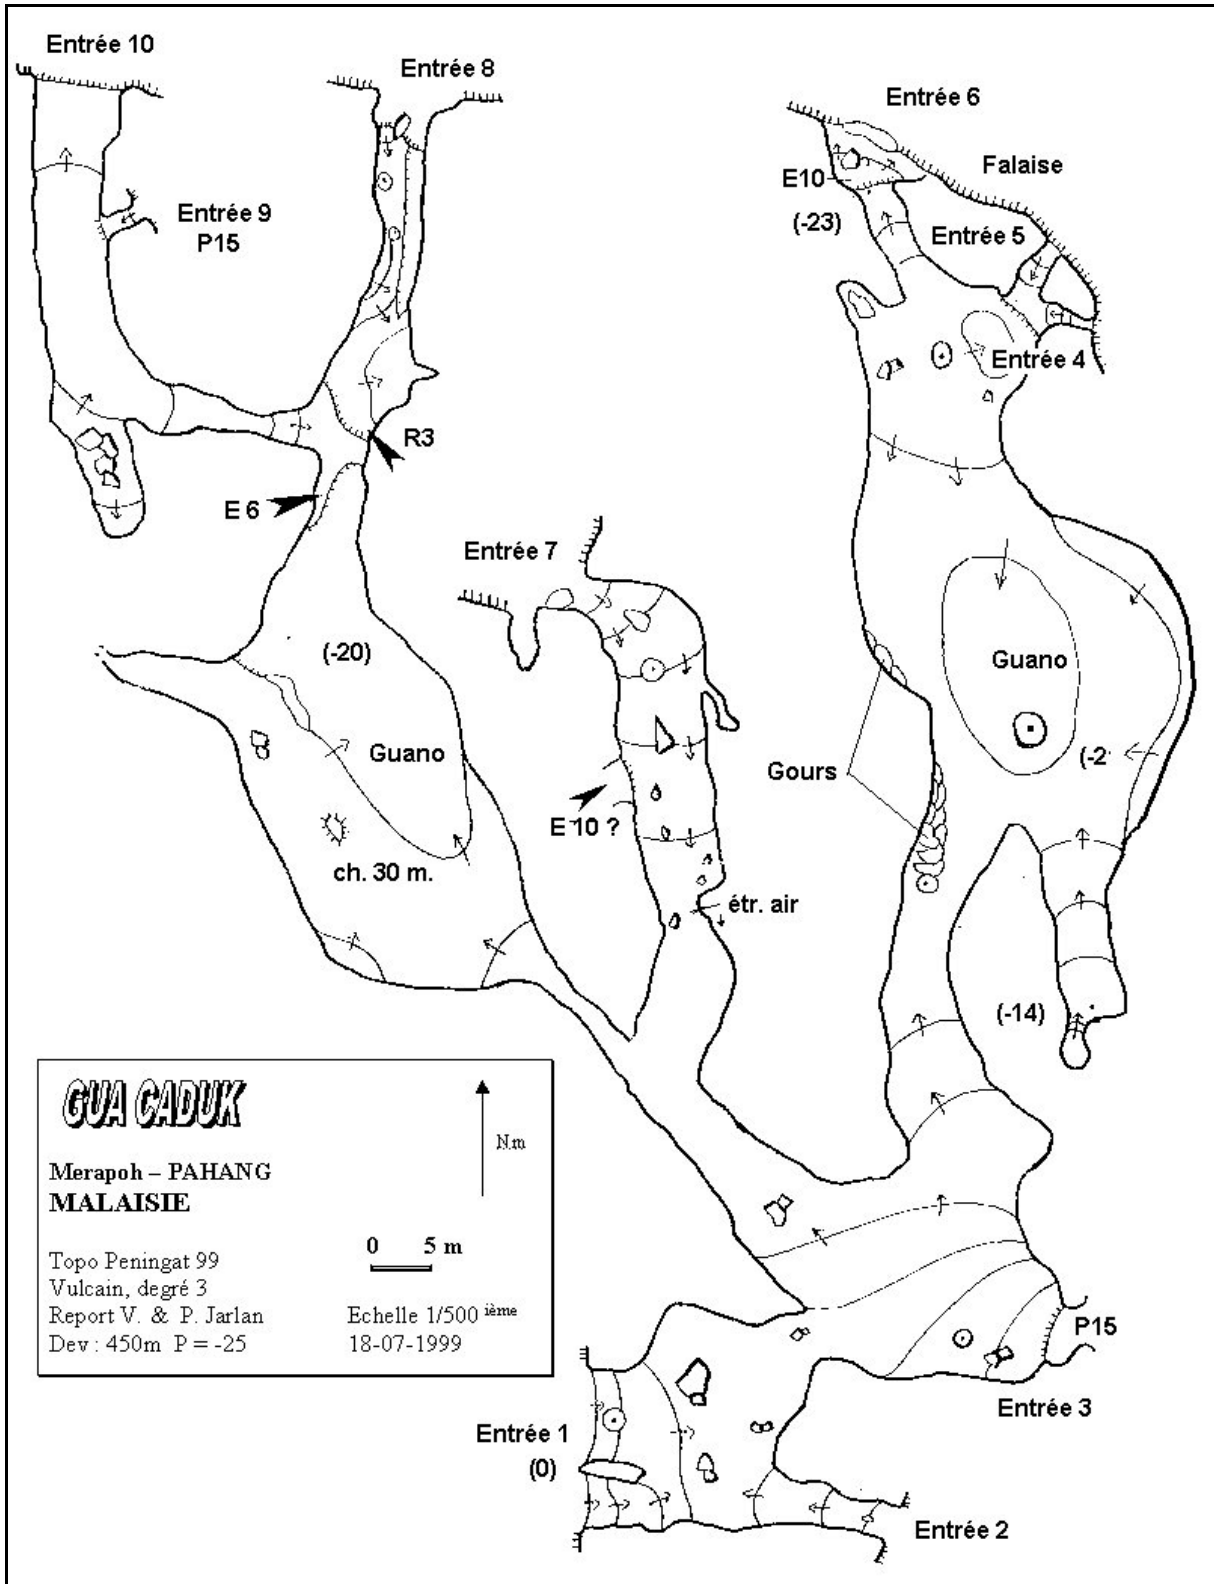 Entrée 10
Entrée 8
Entrée 6
Falaise
E10
(-23)
Entrée 9
P15
Entrée 5
Entrée 4
R3
E 6
Entrée 7
(-20)
Guano
Guano
(-2
Gours
E 10 ?
ch. 30 m.
étr. air
(-14)
GUA CADUK
N.m
Merapoh – PAHANG
MALAISIE
0 5 m
Topo Peningat 99
Vulcain, degré 3
Report V. & P. Jarlan
Echelle 1/500 ième
Dev : 450m P = -25
18-07-1999
P15
Entrée 3
Entrée 1
(0)
Entrée 2